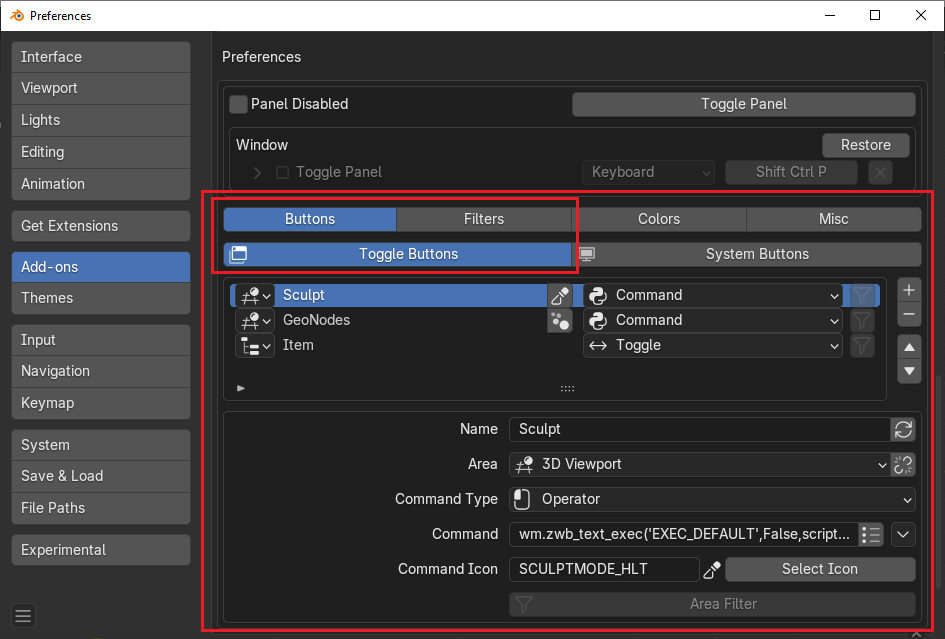 Preferences
Interface
Viewport
Lights
Editing
Animation
Get Extensions
Add-ons
Themes
Input
Navigation
Keymap
System
Save & Load
File Paths
Experimental
Preferences
Panel Disabled
Toggle Panel
Window
Restore
Toggle Panel
Keyboard
Shift Ctrl P
Buttons
Filters
Colors
Misc
Toggle Buttons
System Buttons
Sculpt
Command
GeoNodes
Command
Item
Toggle
Name
Sculpt
Area
3D Viewport
Command Type
Operator
Command
wm.zwb_text_exec('EXEC_DEFAULT',False,script...
Command Icon
SCULPTMODE_HLT
Select Icon
Area Filter